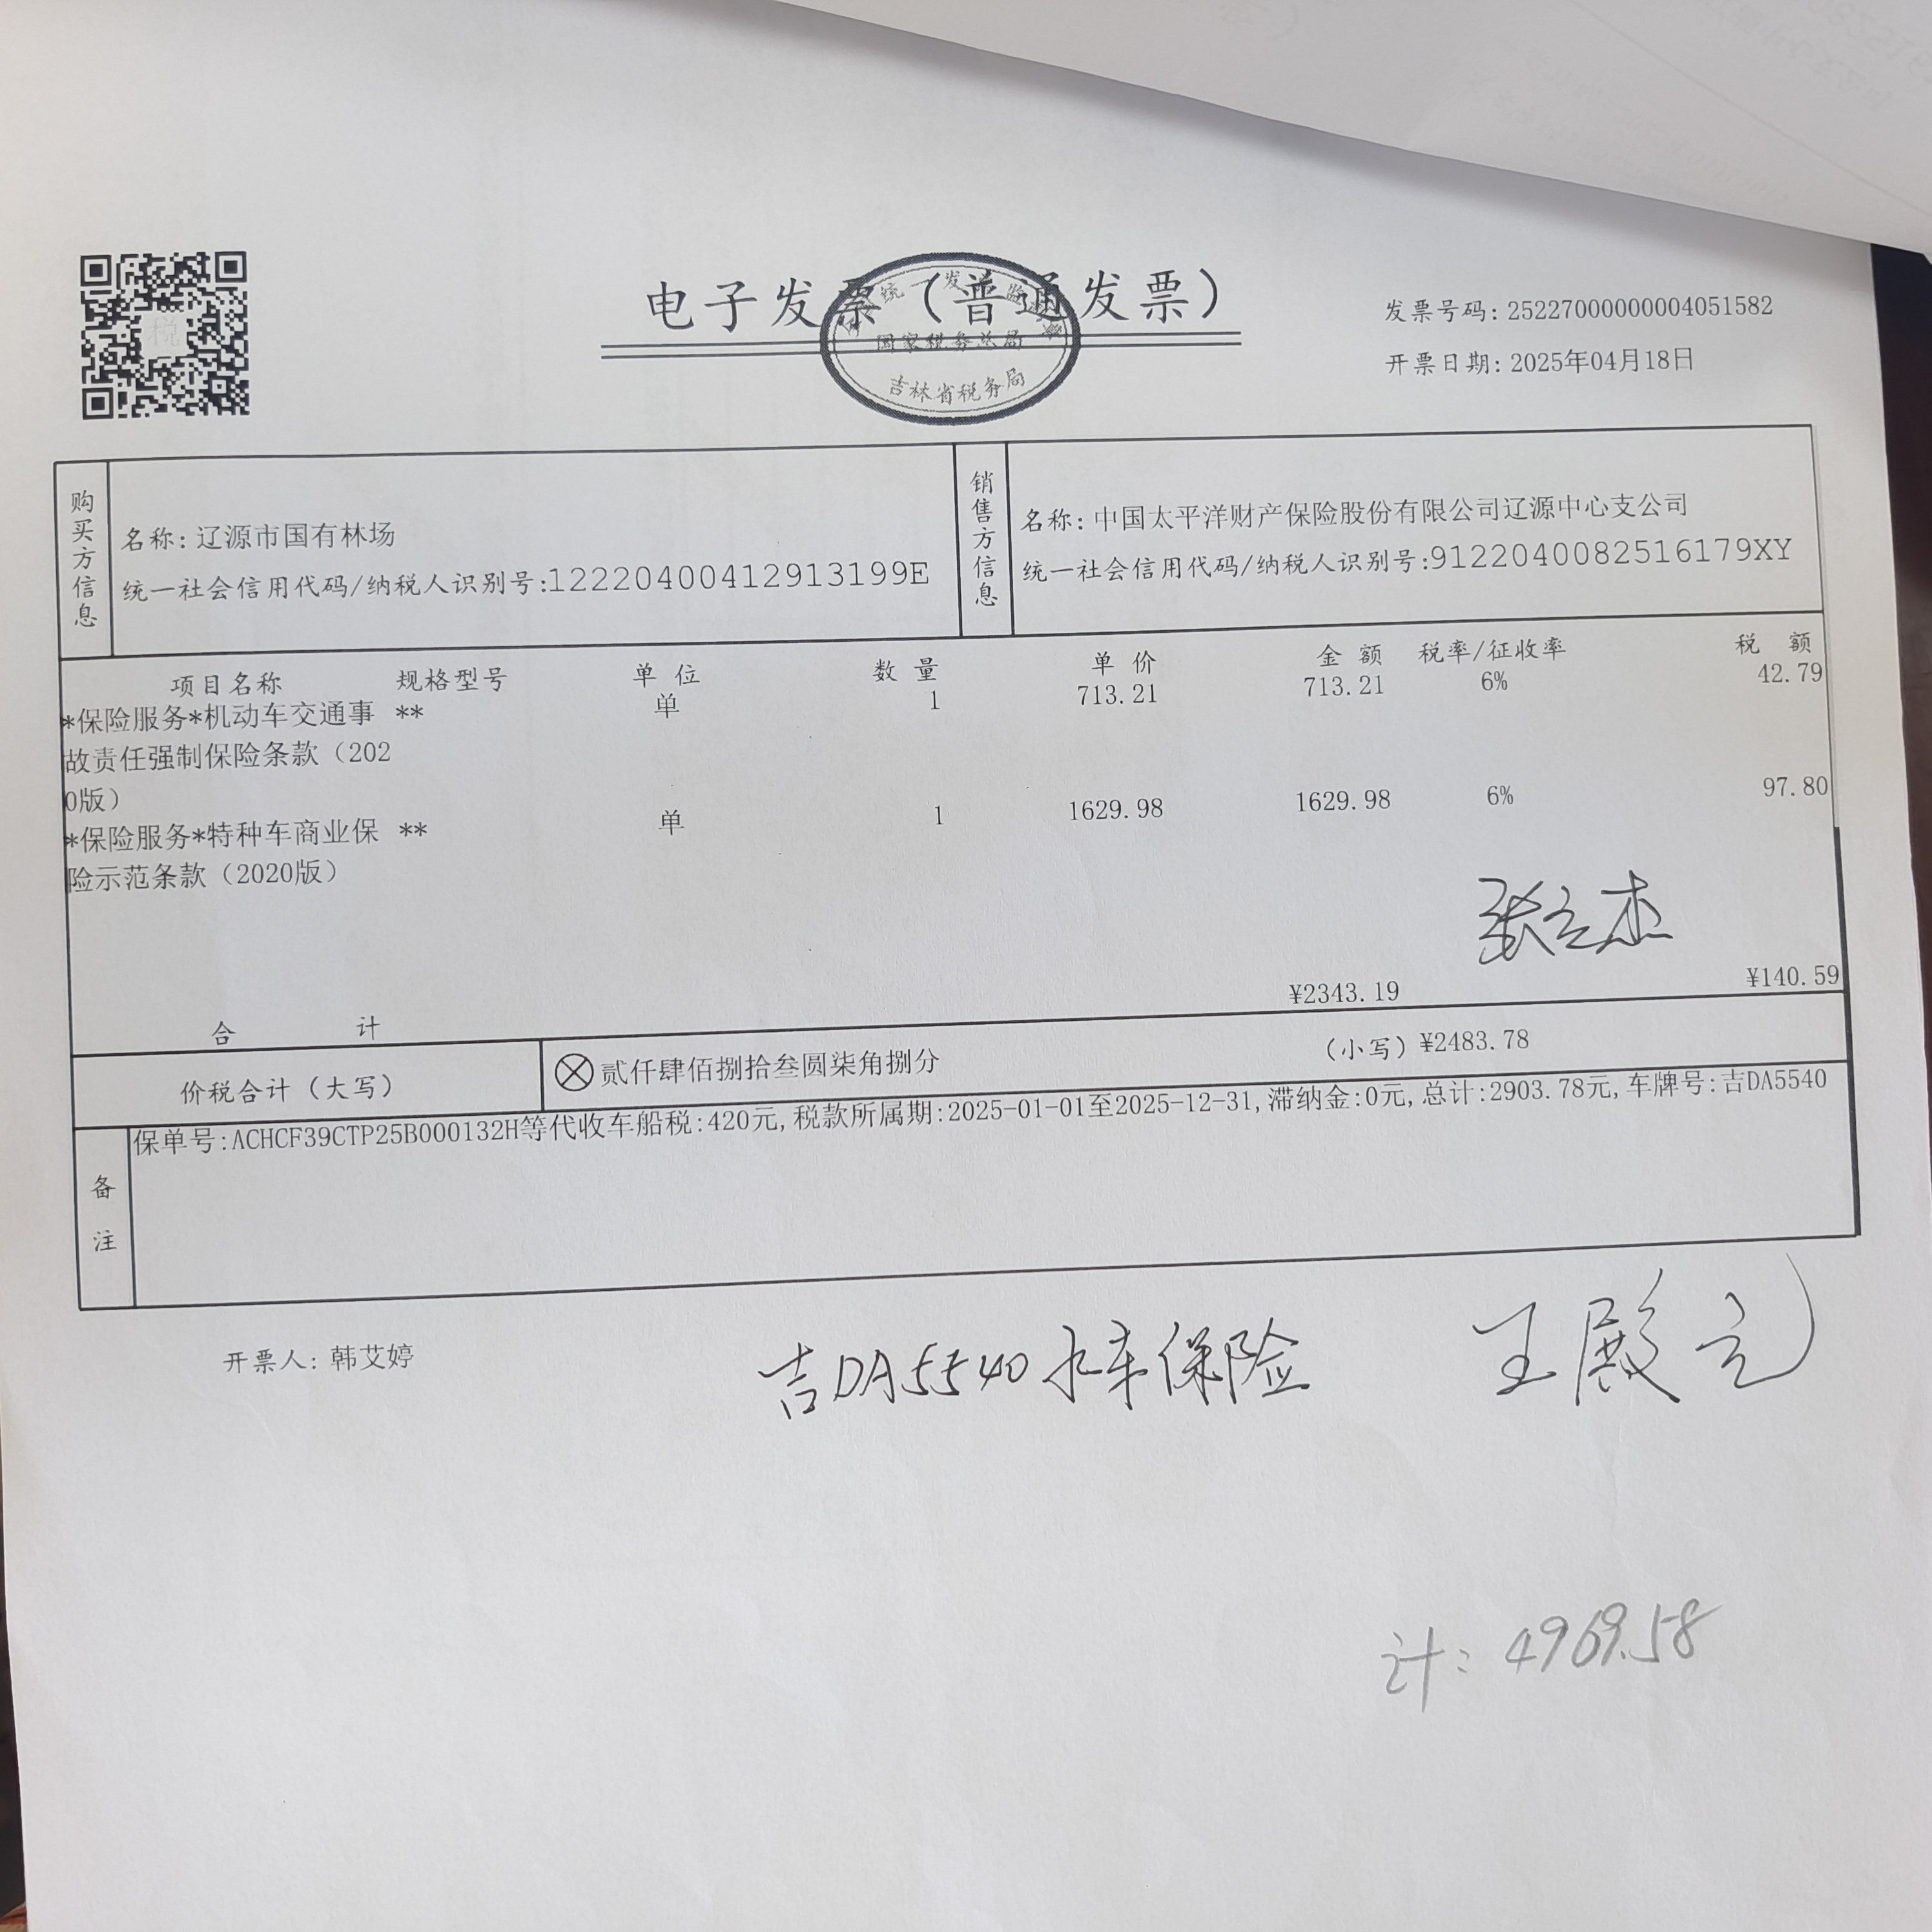 电子发票（普通发票）
国家税务总局
吉林省税务局
发票号码：25227000000004051582
开票日期：2025年04月18日
税
购买方信息
名称：辽源市国有林场
统一社会信用代码/纳税人识别号:12220400412913199E
销售方信息
名称：中国太平洋财产保险股份有限公司辽源中心支公司
统一社会信用代码/纳税人识别号:9122040082516179XY
项目名称 规格型号 单位 数量 单价 金额 税率/征收率 税额
*保险服务*机动车交通事 ** 单 1 713.21 713.21 6% 42.79
故责任强制保险条款（202
0版）
*保险服务*特种车商业保 ** 单 1 1629.98 1629.98 6% 97.80
险示范条款（2020版）
张立杰
合计 ¥2343.19 ¥140.59
价税合计（大写） 贰仟肆佰捌拾叁圆柒角捌分 （小写）¥2483.78
备注
保单号:ACHCF39CTP25B000132H等代收车船税:420元,税款所属期:2025-01-01至2025-12-31,滞纳金:0元,总计:2903.78元,车牌号:吉DA5540
开票人：韩艾婷
吉DA5540水车保险
王殿
计：4969.58